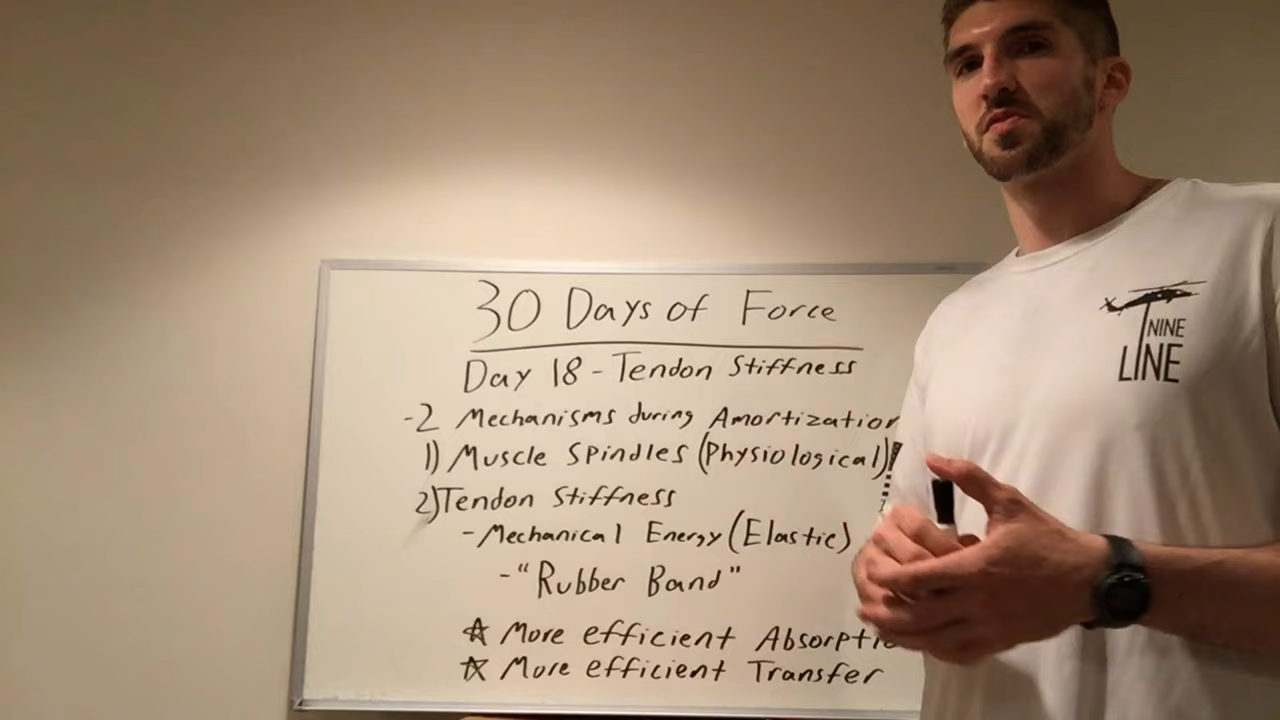 30 Days of Force
Day 18 - Tendon Stiffness
-2 Mechanisms during Amortization
1) Muscle Spindles (Physiological)
2) Tendon Stiffness
- Mechanical Energy (Elastic)
- "Rubber Band"
☆ More efficient Absorptio
☆ More efficient Transfer
NINE
LINE